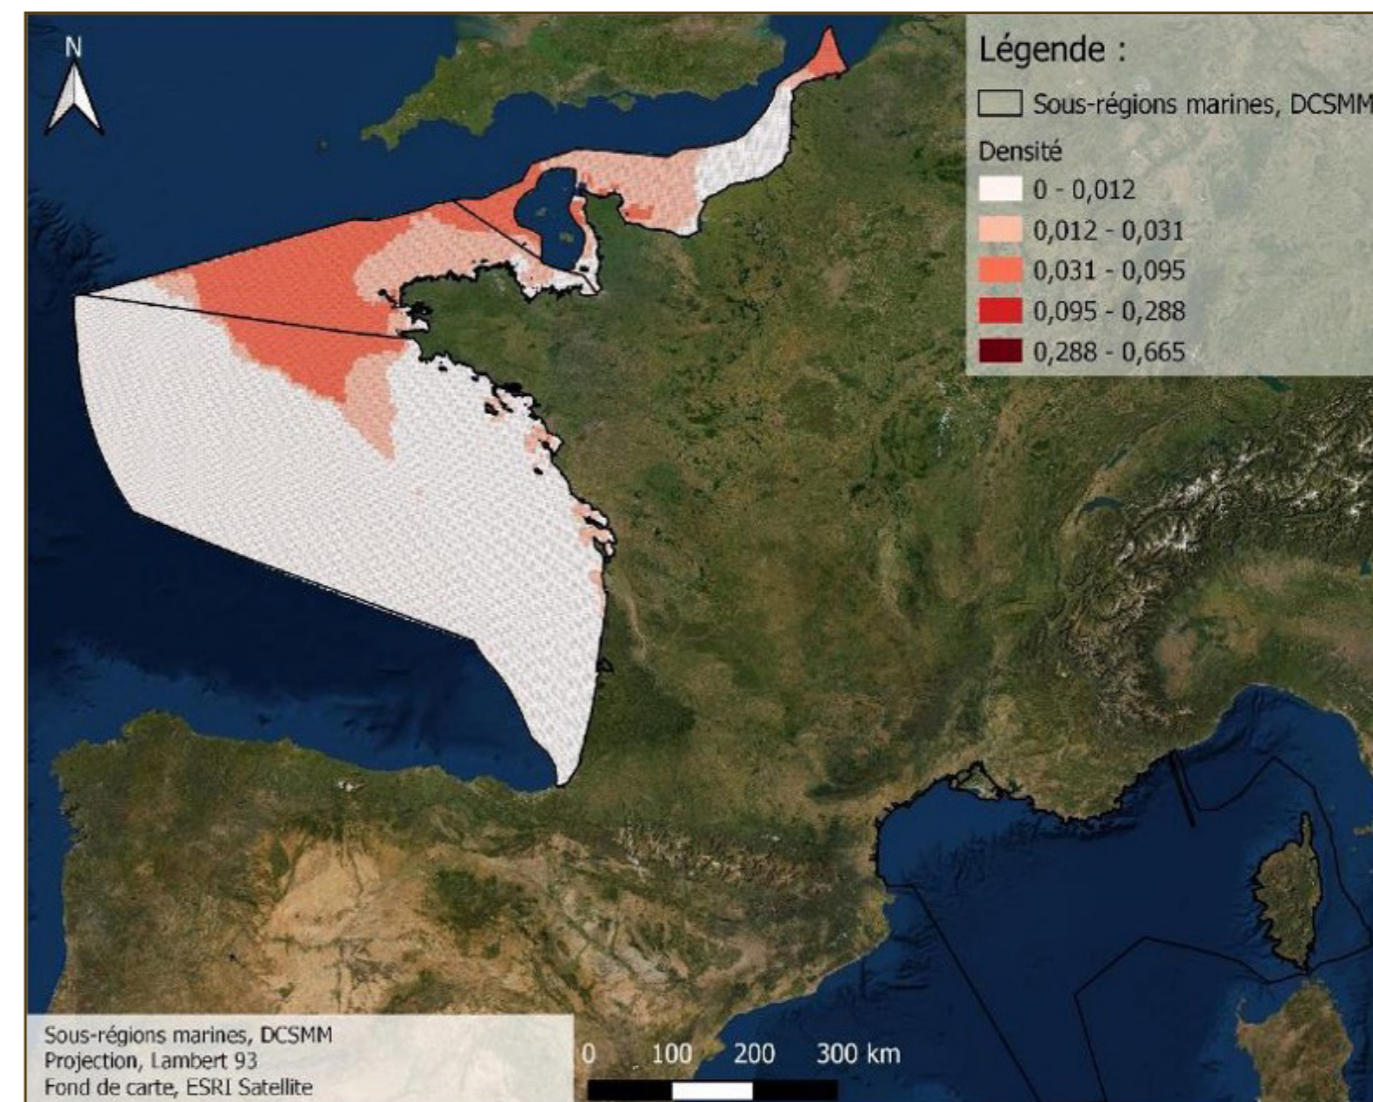 N
Légende :
Sous-régions marines, DCSMM
Densité
0 - 0,012
0,012 - 0,031
0,031 - 0,095
0,095 - 0,288
0,288 - 0,665
Sous-régions marines, DCSMM
Projection, Lambert 93
Fond de carte, ESRI Satellite
0 100 200 300 km